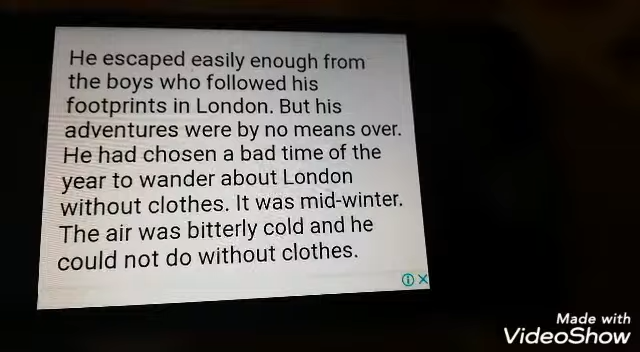 He escaped easily enough from
the boys who followed his
footprints in London. But his
adventures were by no means over.
He had chosen a bad time of the
year to wander about London
without clothes. It was mid-winter.
The air was bitterly cold and he
could not do without clothes.
Made with
VideoShow